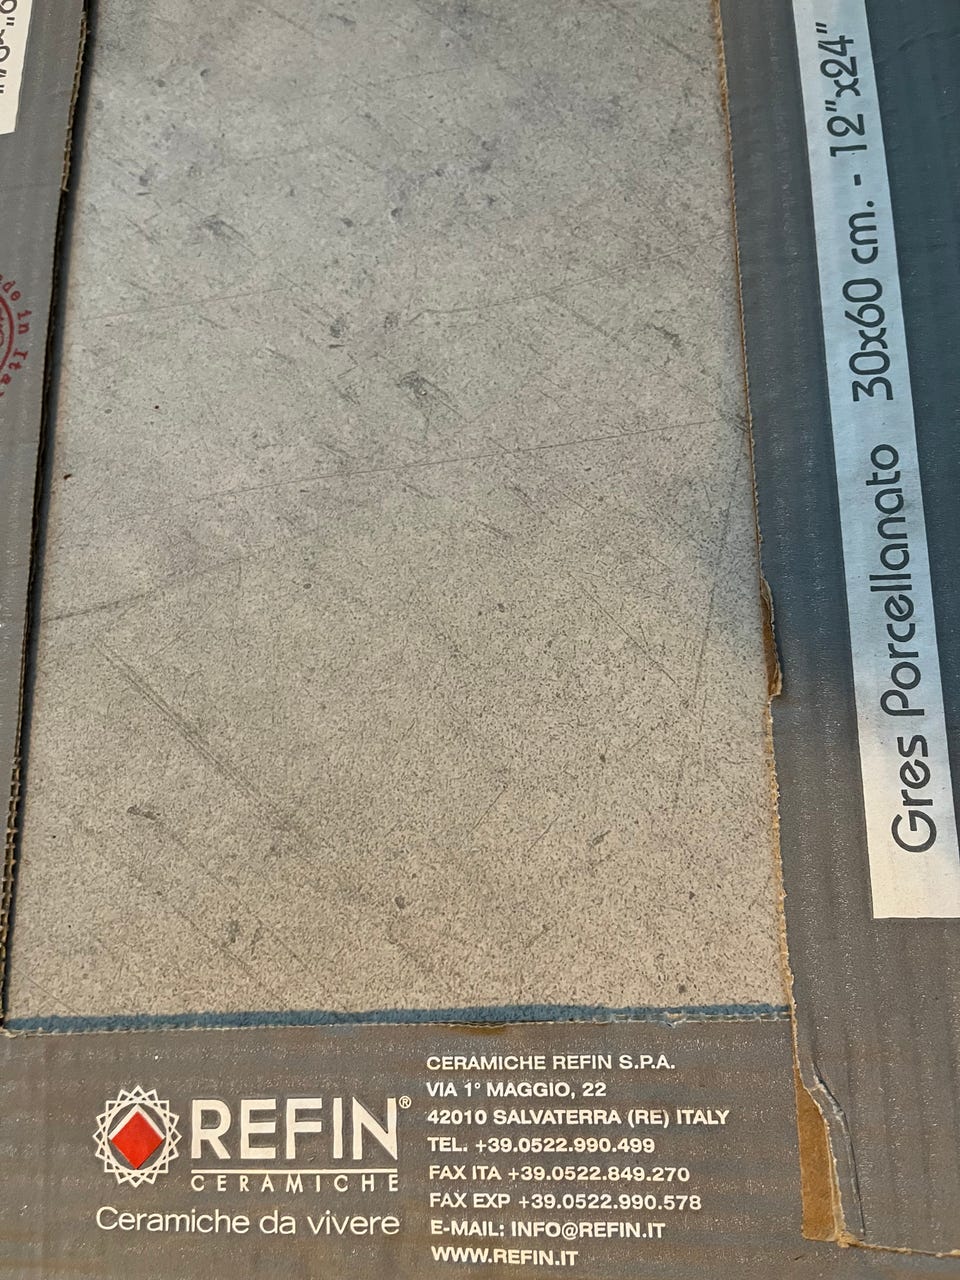 Gres Porcellanato 30x60 cm. - 12"x24"
REFIN®
CERAMICHE
Ceramiche da vivere
CERAMICHE REFIN S.P.A.
VIA 1° MAGGIO, 22
42010 SALVATERRA (RE) ITALY
TEL. +39.0522.990.499
FAX ITA +39.0522.849.270
FAX EXP +39.0522.990.578
E-MAIL: INFO@REFIN.IT
WWW.REFIN.IT